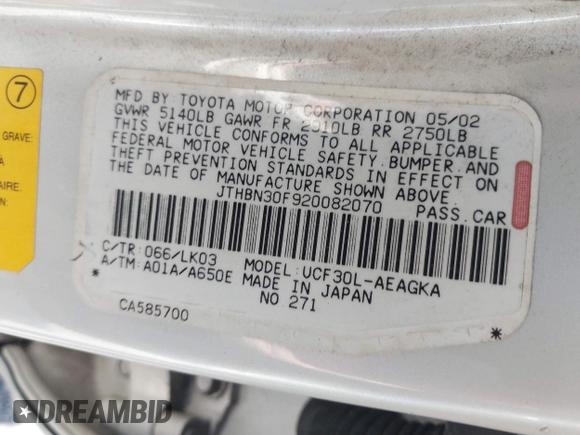 7
GRAVE:
AIRE:
MFD BY TOYOTA MOTOR CORPORATION 05/02
GVWR 5140LB GAWR FR 2910LB RR 2750LB
THIS VEHICLE CONFORMS TO ALL APPLICABLE
FEDERAL MOTOR VEHICLE SAFETY, BUMPER, AND
THEFT PREVENTION STANDARDS IN EFFECT ON
THE DATE OF MANUFACTURE SHOWN ABOVE.
JTHBN30F920082070 PASS.CAR
C/TR:066/LK03 MODEL:UCF30L-AEAGKA
A/TM:A01A/A650E MADE IN JAPAN
NO 271
CA585700
DREAMBID